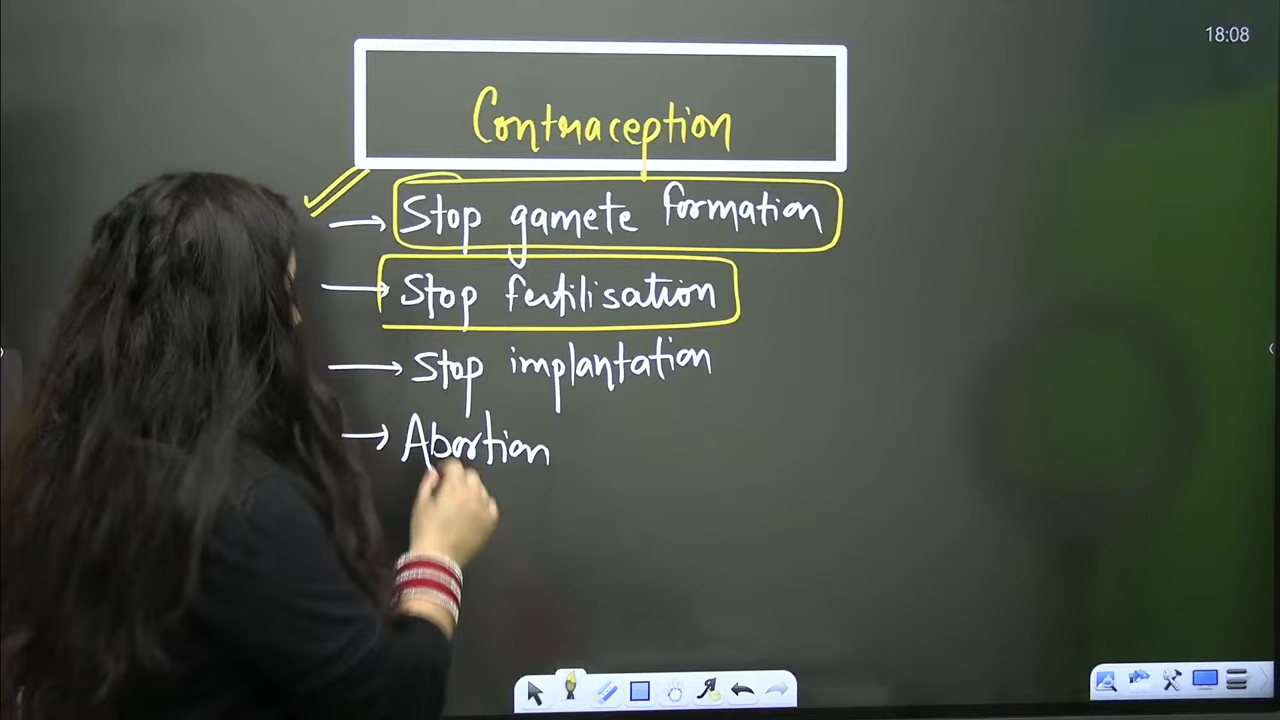 18:08
Contraception
→ Stop gamete formation
→ Stop fertilisation
→ Stop implantation
→ Abortion